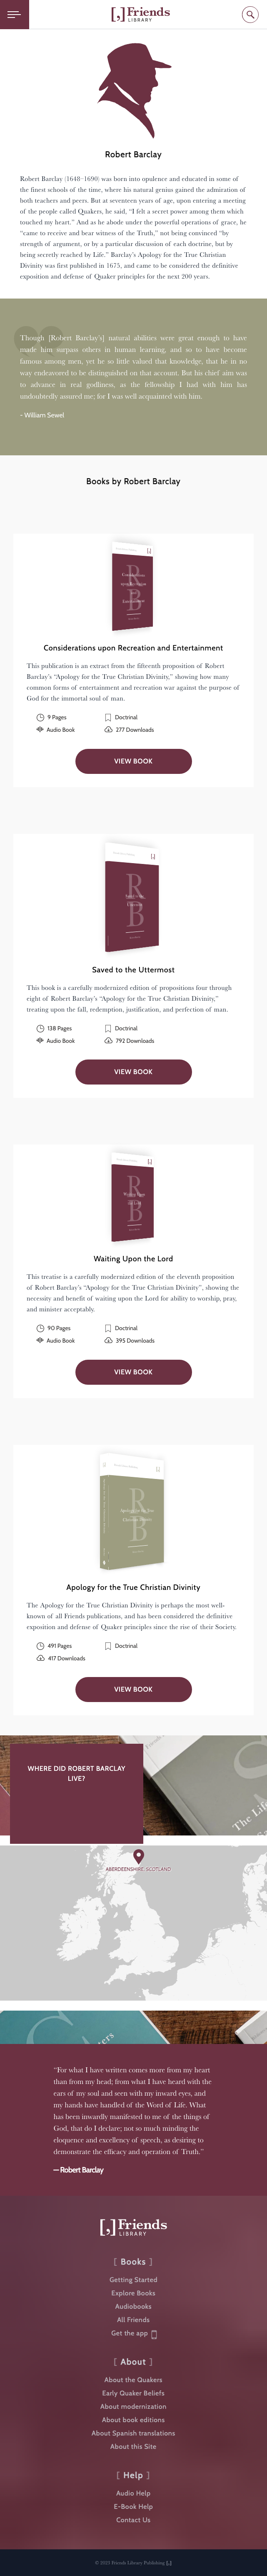 [,] Friends
LIBRARY
Robert Barclay
Robert Barclay (1648–1690) was born into opulence and educated in some of
the finest schools of the time, where his natural genius gained the admiration of
both teachers and peers. But at seventeen years of age, upon entering a meeting
of the people called Quakers, he said, “I felt a secret power among them which
touched my heart.” And as he abode under the powerful operations of grace, he
“came to receive and bear witness of the Truth,” not being convinced “by
strength of argument, or by a particular discussion of each doctrine, but by
being secretly reached by Life.” Barclay’s Apology for the True Christian
Divinity was first published in 1675, and came to be considered the definitive
exposition and defense of Quaker principles for the next 200 years.
Though [Robert Barclay’s] natural abilities were great enough to have
made him surpass others in human learning, and so to have become
famous among men, yet he so little valued that knowledge, that he in no
way endeavored to be distinguished on that account. But his chief aim was
to advance in real godliness, as the fellowship I had with him has
undoubtedly assured me; for I was well acquainted with him.
- William Sewel
Books by Robert Barclay
Considerations upon Recreation and Entertainment
This publication is an extract from the fifteenth proposition of Robert
Barclay’s “Apology for the True Christian Divinity,” showing how many
common forms of entertainment and recreation war against the purpose of
God for the immortal soul of man.
9 Pages
Doctrinal
Audio Book
277 Downloads
VIEW BOOK
Saved to the Uttermost
This book is a carefully modernized edition of propositions four through
eight of Robert Barclay’s “Apology for the True Christian Divinity,”
treating upon the fall, redemption, justification, and perfection of man.
138 Pages
Doctrinal
Audio Book
792 Downloads
VIEW BOOK
Waiting Upon the Lord
This treatise is a carefully modernized edition of the eleventh proposition
of Robert Barclay’s “Apology for the True Christian Divinity”, showing the
necessity and benefit of waiting upon the Lord for ability to worship, pray,
and minister acceptably.
90 Pages
Doctrinal
Audio Book
395 Downloads
VIEW BOOK
Apology for the True Christian Divinity
The Apology for the True Christian Divinity is perhaps the most well-
known of all Friends publications, and has been considered the definitive
exposition and defense of Quaker principles since the rise of their Society.
491 Pages
Doctrinal
417 Downloads
VIEW BOOK
WHERE DID ROBERT BARCLAY
LIVE?
The Life
ABERDEENSHIRE, SCOTLAND
“For what I have written comes more from my heart
than from my head; from what I have heard with the
ears of my soul and seen with my inward eyes, and
my hands have handled of the Word of Life. What
has been inwardly manifested to me of the things of
God, that do I declare; not so much minding the
eloquence and excellency of speech, as desiring to
demonstrate the efficacy and operation of Truth.”
— Robert Barclay
[,] Friends
LIBRARY
[ Books ]
Getting Started
Explore Books
Audiobooks
All Friends
Get the app
[ About ]
About the Quakers
Early Quaker Beliefs
About modernization
About book editions
About Spanish translations
About this Site
[ Help ]
Audio Help
E-Book Help
Contact Us
© 2025 Friends Library Publishing [,]